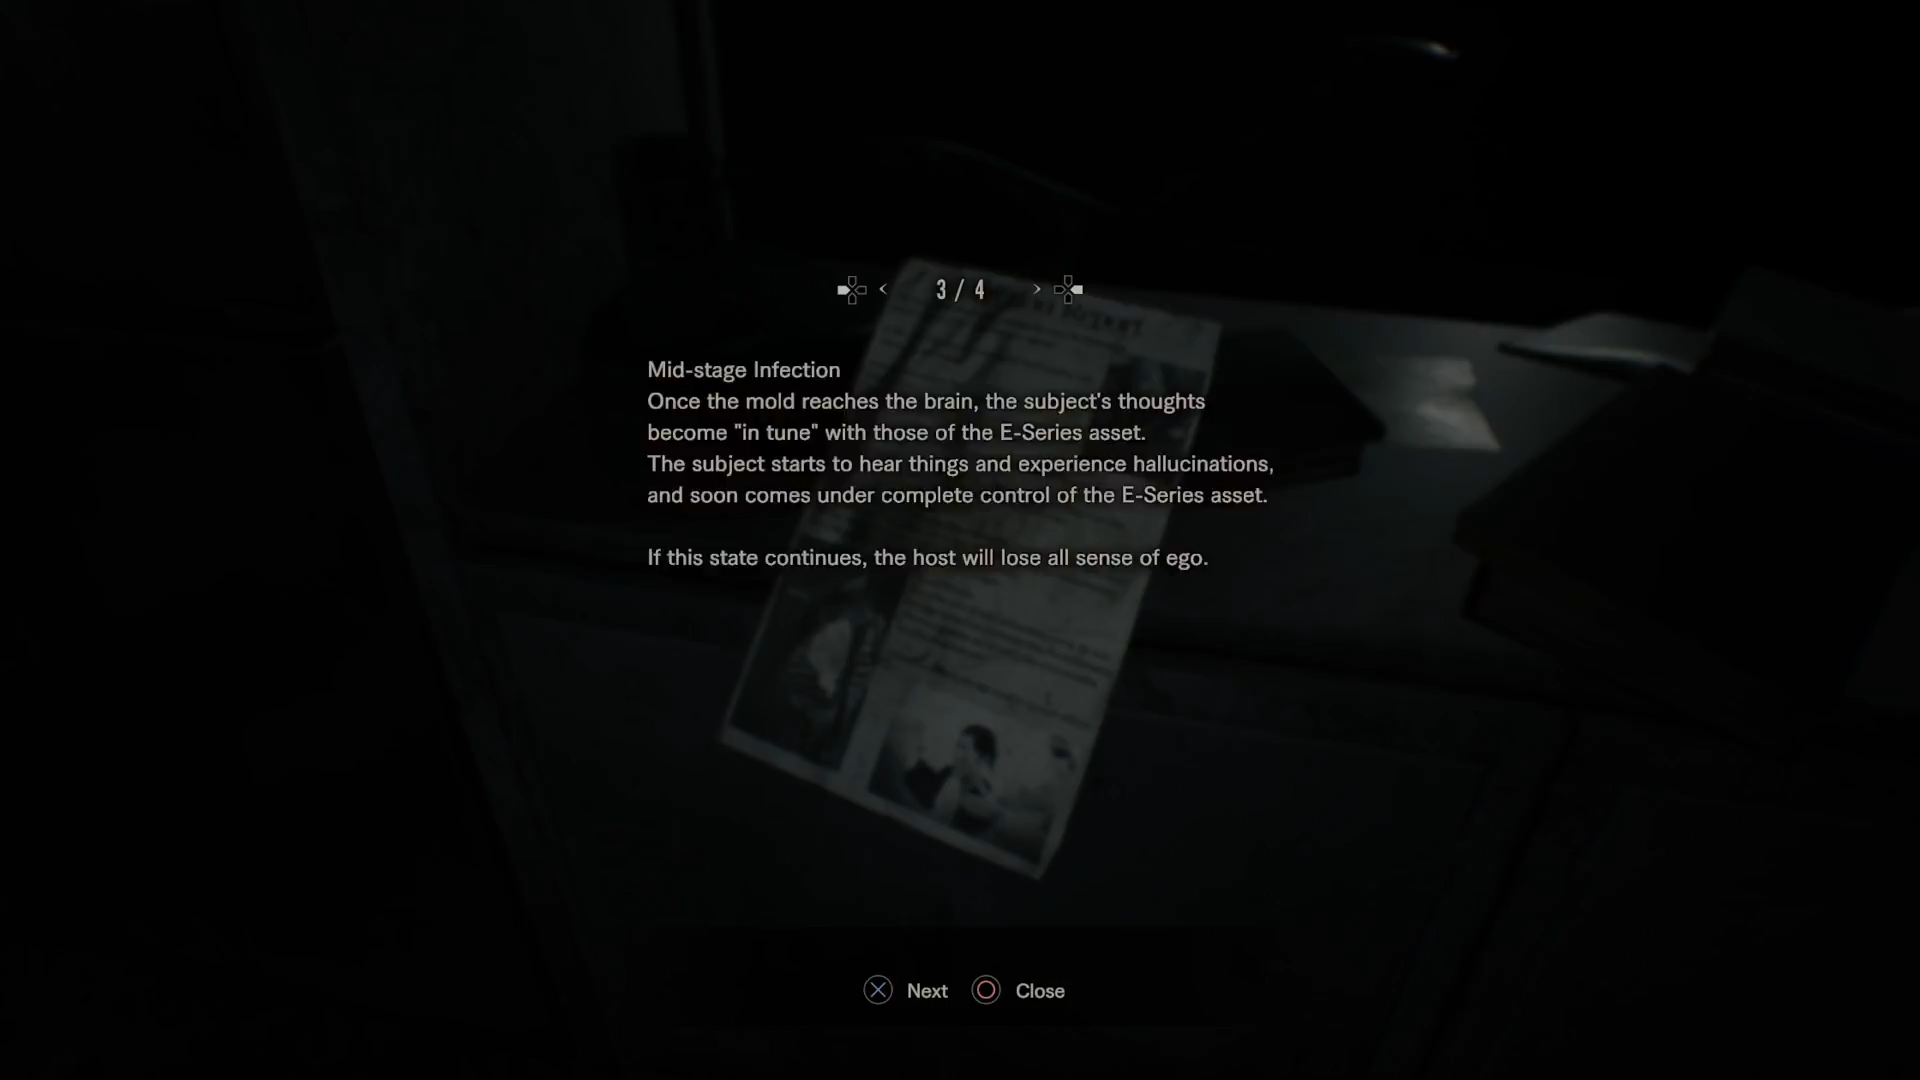 < 3 / 4 >
Mid-stage Infection
Once the mold reaches the brain, the subject's thoughts
become "in tune" with those of the E-Series asset.
The subject starts to hear things and experience hallucinations,
and soon comes under complete control of the E-Series asset.
If this state continues, the host will lose all sense of ego.
Next Close